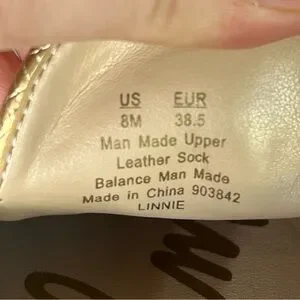 US EUR
8M 38.5
Man Made Upper
Leather Sock
Balance Man Made
Made in China 903842
LINNIE